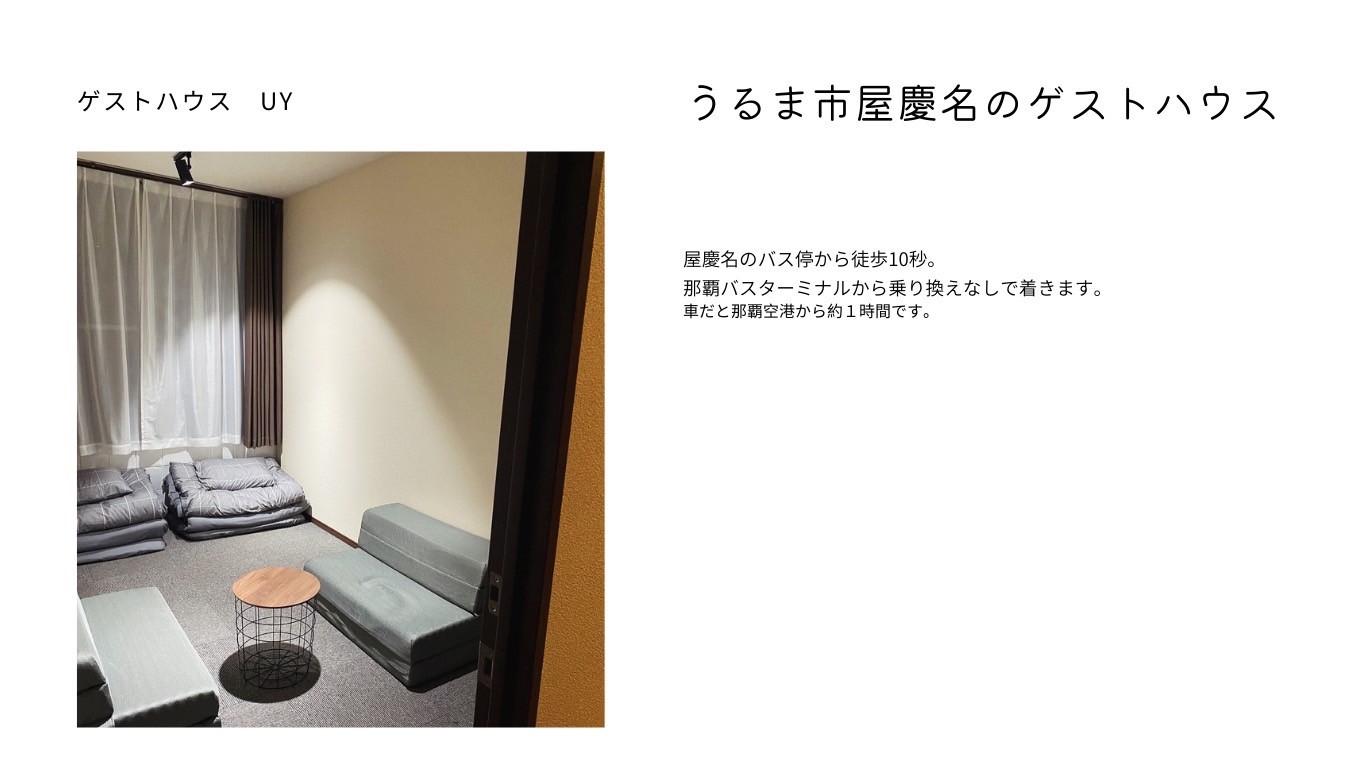 ゲストハウス　UY
うるま市屋慶名のゲストハウス
屋慶名のバス停から徒歩10秒。
那覇バスターミナルから乗り換えなしで着きます。
車だと那覇空港から約１時間です。